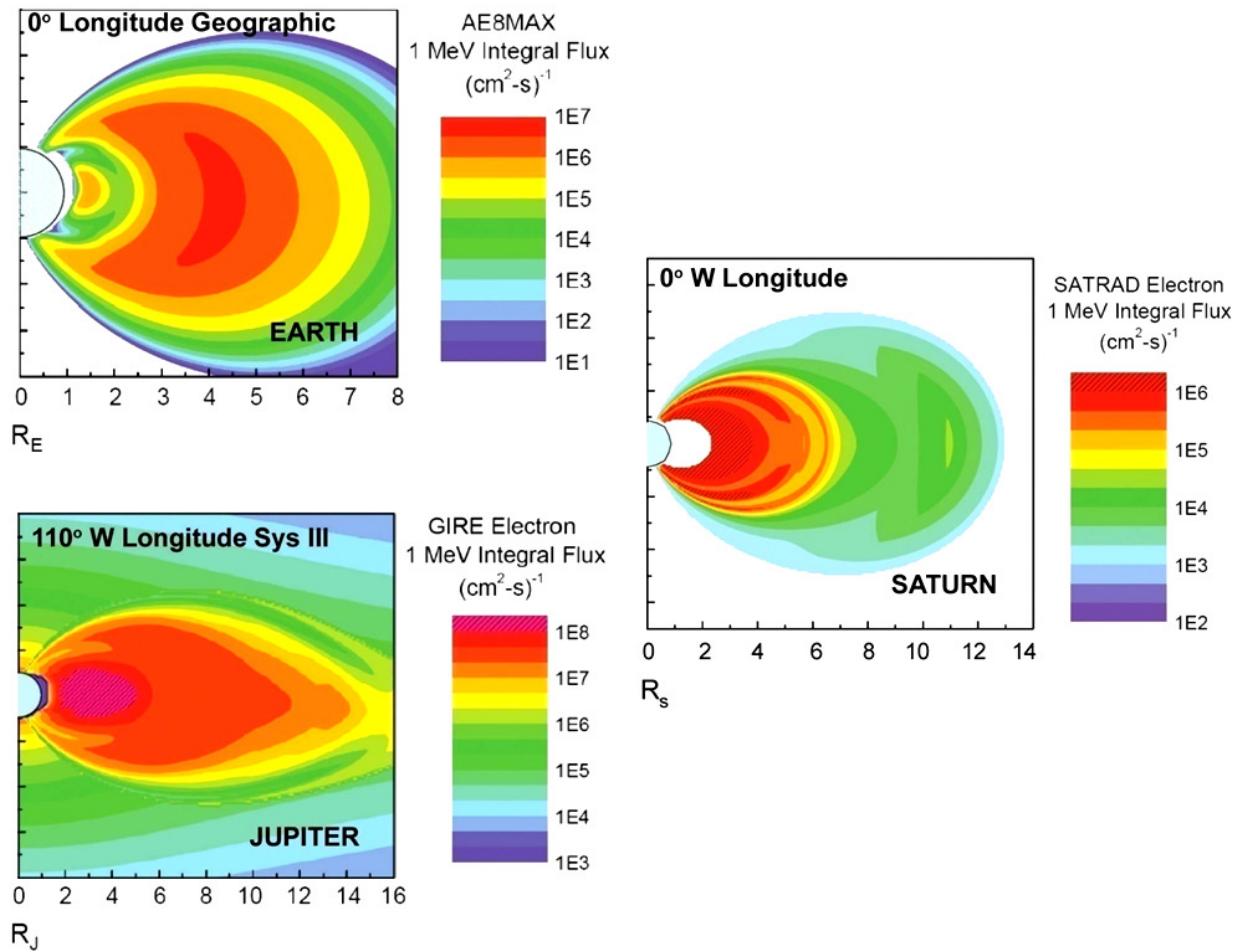 0° Longitude Geographic
EARTH
0 1 2 3 4 5 6 7 8
R_E
AE8MAX
1 MeV Integral Flux
(cm²-s)⁻¹
1E7
1E6
1E5
1E4
1E3
1E2
1E1
0° W Longitude
SATURN
0 2 4 6 8 10 12 14
R_s
SATRAD Electron
1 MeV Integral Flux
(cm²-s)⁻¹
1E6
1E5
1E4
1E3
1E2
110° W Longitude Sys III
JUPITER
0 2 4 6 8 10 12 14 16
R_J
GIRE Electron
1 MeV Integral Flux
(cm²-s)⁻¹
1E8
1E7
1E6
1E5
1E4
1E3